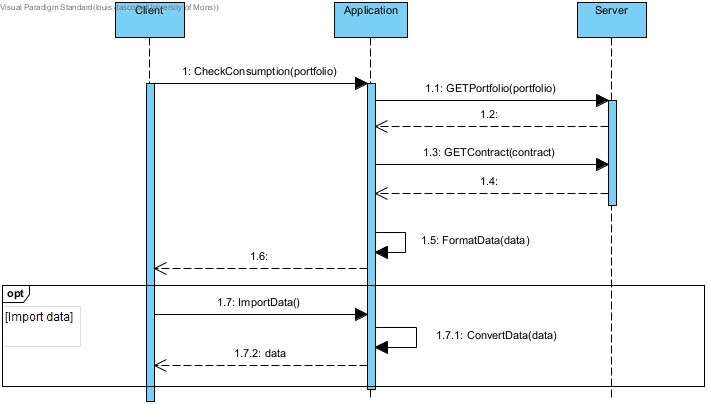 Visual Paradigm Standard(louis University of Mons))
Client
Application
Server
1: CheckConsumption(portfolio)
1.1: GETPortfolio(portfolio)
1.2:
1.3: GETContract(contract)
1.4:
1.5: FormatData(data)
1.6:
opt
[Import data]
1.7: ImportData()
1.7.1: ConvertData(data)
1.7.2: data